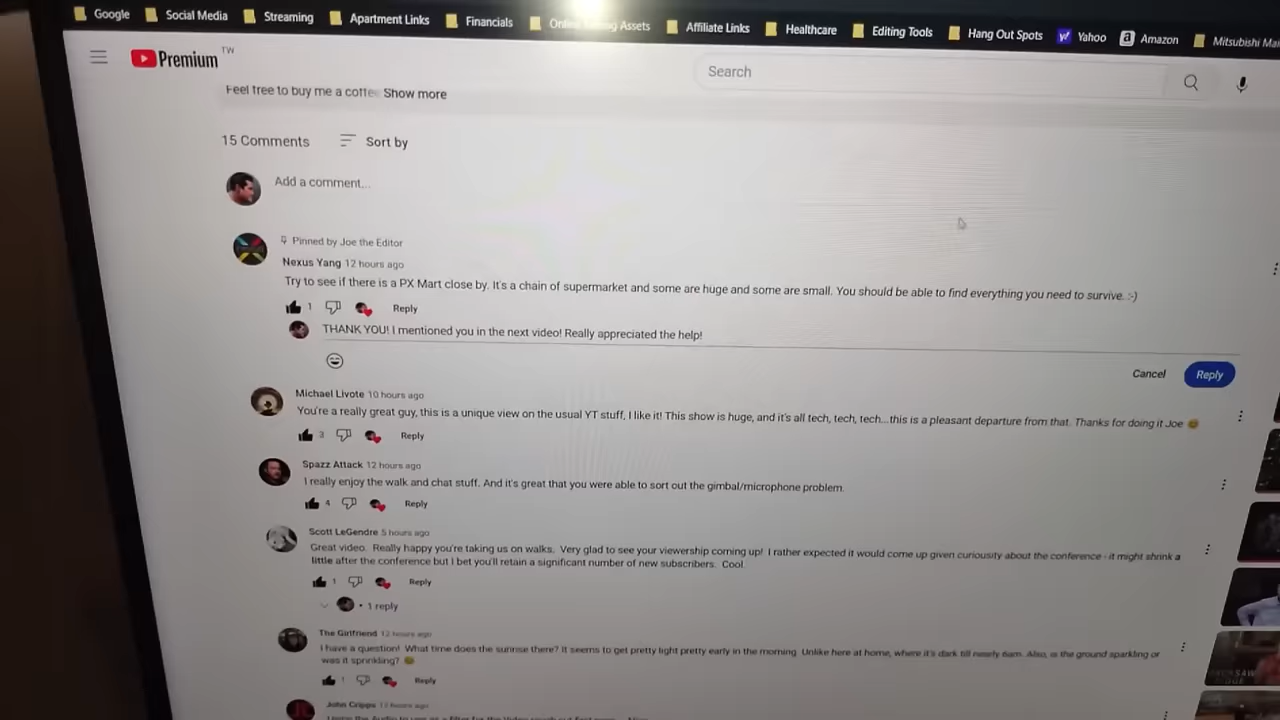 Google Social Media Streaming Apartment Links Financials Assets Affiliate Links Healthcare Editing Tools Hang Out Spots Yahoo Amazon Mitsubishi
Premium TW Search
Feel free to buy me a coffee Show more
15 Comments Sort by
Add a comment...
Pinned by Joe the Editor
Nexus Yang 12 hours ago
Try to see if there is a PX Mart close by. It's a chain of supermarket and some are huge and some are small. You should be able to find everything you need to survive. :-)
1 Reply
THANK YOU! I mentioned you in the next video! Really appreciated the help!
Cancel Reply
Michael Livote 10 hours ago
You're a really great guy, this is a unique view on the usual YT stuff, I like it! This show is huge, and it's all tech, tech, tech...this is a pleasant departure from that. Thanks for doing it Joe
3 Reply
Spazz Attack 12 hours ago
I really enjoy the walk and chat stuff. And it's great that you were able to sort out the gimbal/microphone problem.
4 Reply
Scott LeGendre 5 hours ago
Great video. Really happy you're taking us on walks. Very glad to see your viewership coming up! I rather expected it would come up given curiousity about the conference - it might shrink a
little after the conference but I bet you'll retain a significant number of new subscribers. Cool.
1 Reply
1 reply
The Girlfriend 12 hours ago
I have a question! What time does the sunrise there? It seems to get pretty light pretty early in the morning. Unlike here at home, where it's dark till nearly 6am. Also, is the ground sparkling or
was it sprinkling?
1 Reply
John Cripps 13 hours ago